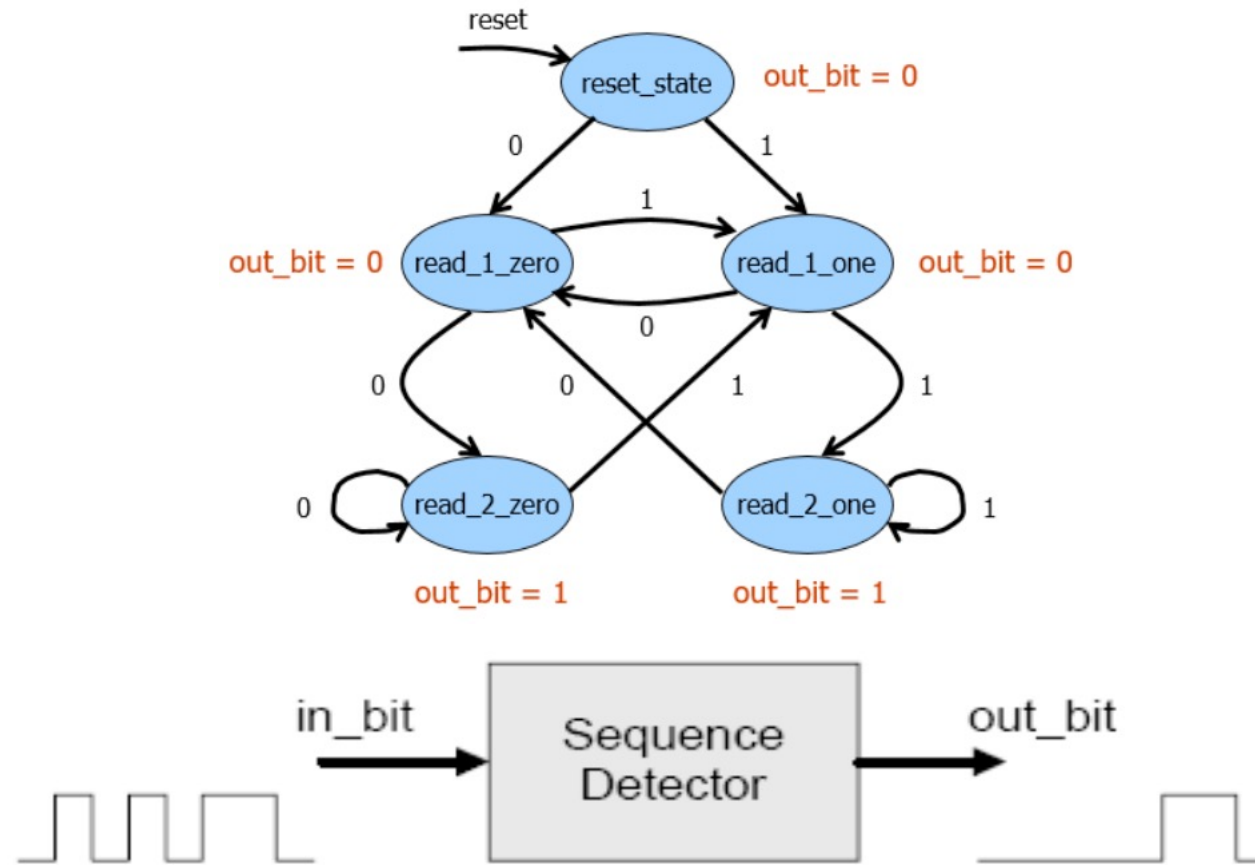 reset
reset_state
out_bit = 0
0
1
1
out_bit = 0
read_1_zero
read_1_one
out_bit = 0
0
0
0
1
1
0
read_2_zero
read_2_one
1
out_bit = 1
out_bit = 1
in_bit
Sequence
Detector
out_bit